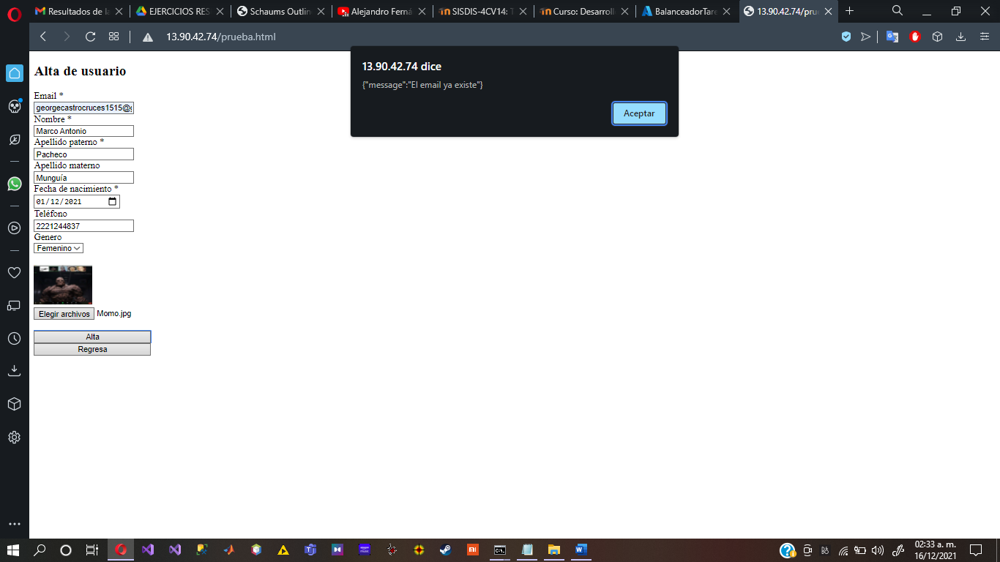 Resultados de la
EJERCICIOS RES
Schaums Outlin
Alejandro Ferná
SISDIS-4CV14: T
Curso: Desarroll
BalanceadorTare
13.90.42.74/prue
13.90.42.74/prueba.html
13.90.42.74 dice
{"message":"El email ya existe"}
Aceptar
Alta de usuario
Email *
georgecastrocruces1515@g
Nombre *
Marco Antonio
Apellido paterno *
Pacheco
Apellido materno
Munguía
Fecha de nacimiento *
01/12/2021
Teléfono
2221244837
Genero
Femenino
Elegir archivos Momo.jpg
Alta
Regresa
02:33 a. m.
16/12/2021